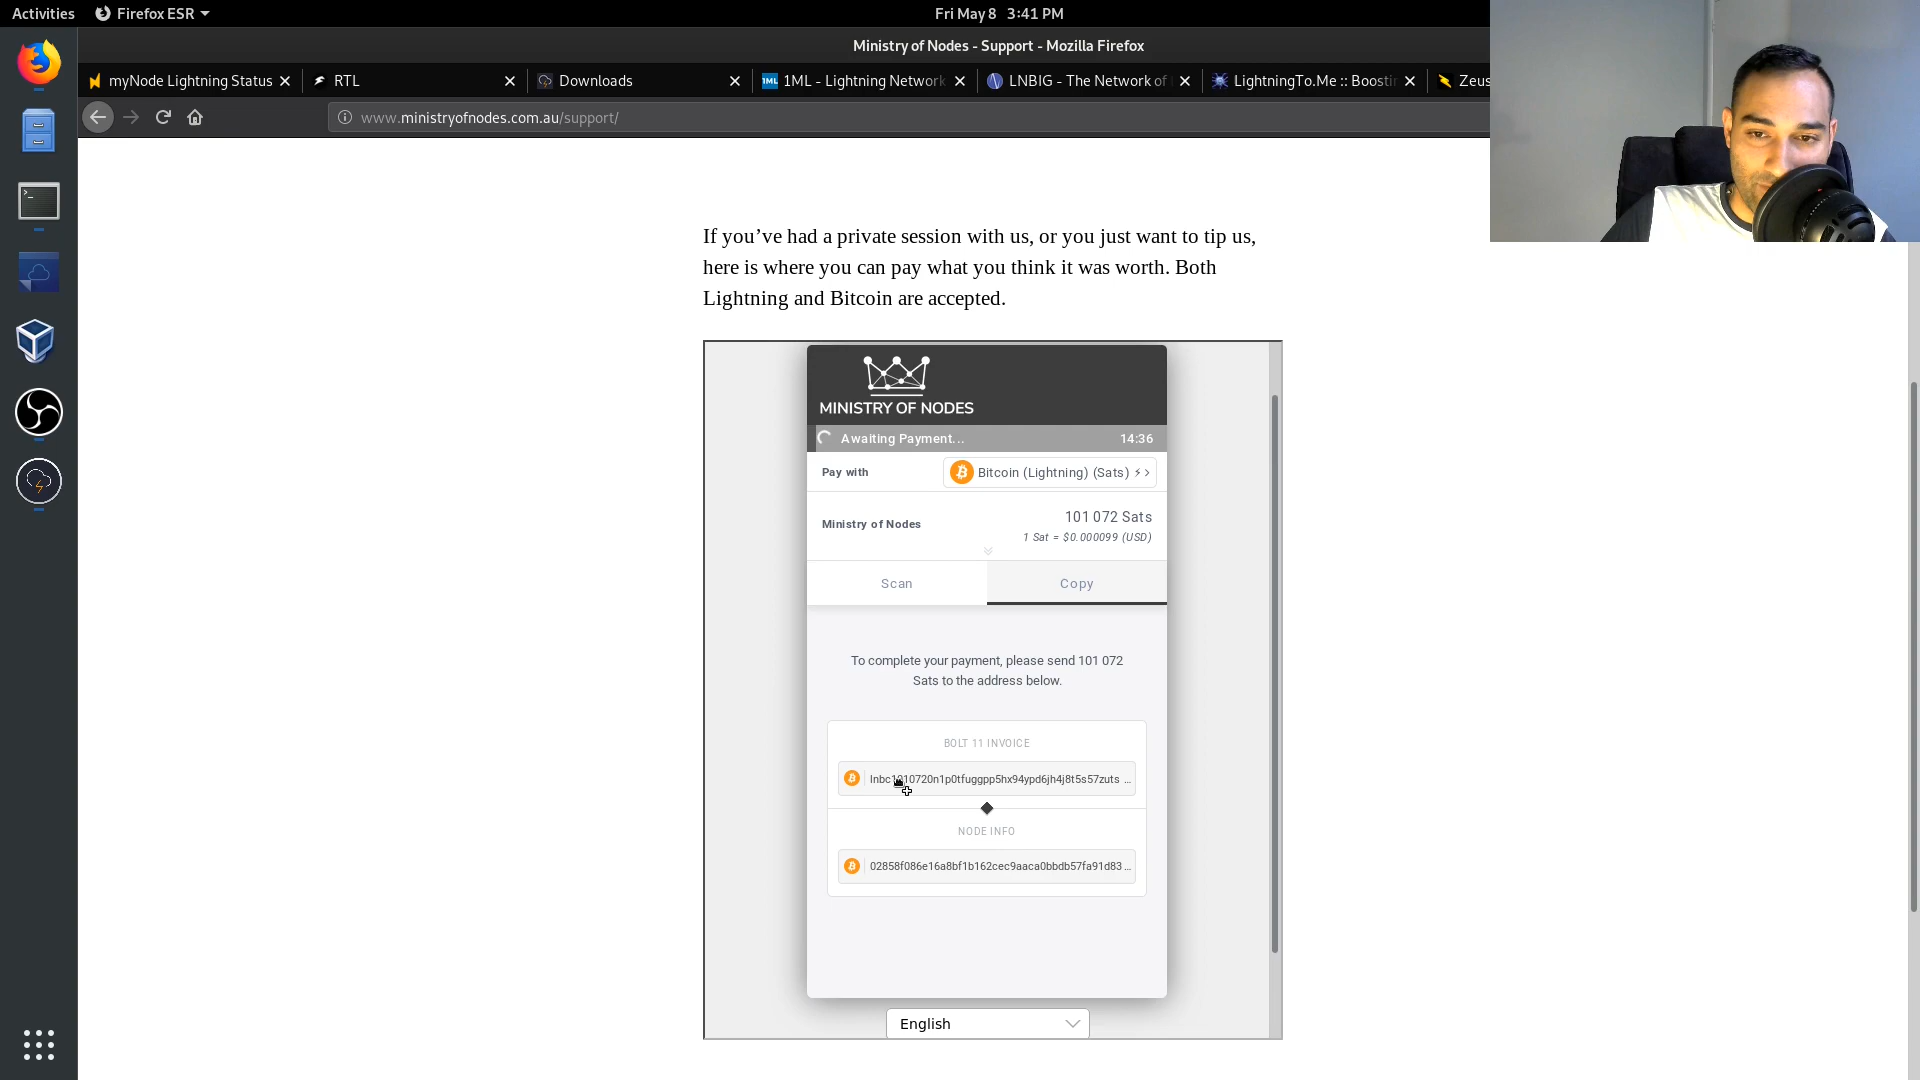 Activities
Firefox ESR
Fri May 8 3:41 PM
Ministry of Nodes - Support - Mozilla Firefox
myNode Lightning Status
RTL
Downloads
1ML - Lightning Network
LNBIG - The Network of
LightningTo.Me :: Boosti
Zeus
www.ministryofnodes.com.au/support/
If you’ve had a private session with us, or you just want to tip us,
here is where you can pay what you think it was worth. Both
Lightning and Bitcoin are accepted.
MINISTRY OF NODES
Awaiting Payment...
14:36
Pay with
Bitcoin (Lightning) (Sats) ⚡ ›
Ministry of Nodes
101 072 Sats
1 Sat = $0.000099 (USD)
Scan
Copy
To complete your payment, please send 101 072
Sats to the address below.
BOLT 11 INVOICE
NODE INFO
02858f086e16a8bf1b162cec9aaca0bbdb57fa91d83 ...
English